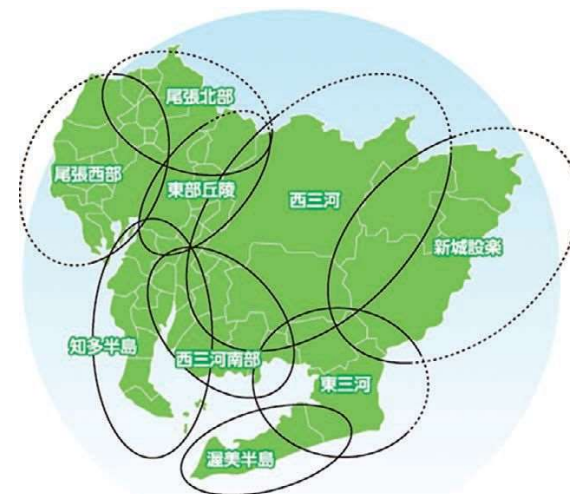 尾張北部
尾張西部
東部丘陵
西三河
新城設楽
知多半島
西三河南部
東三河
渥美半島